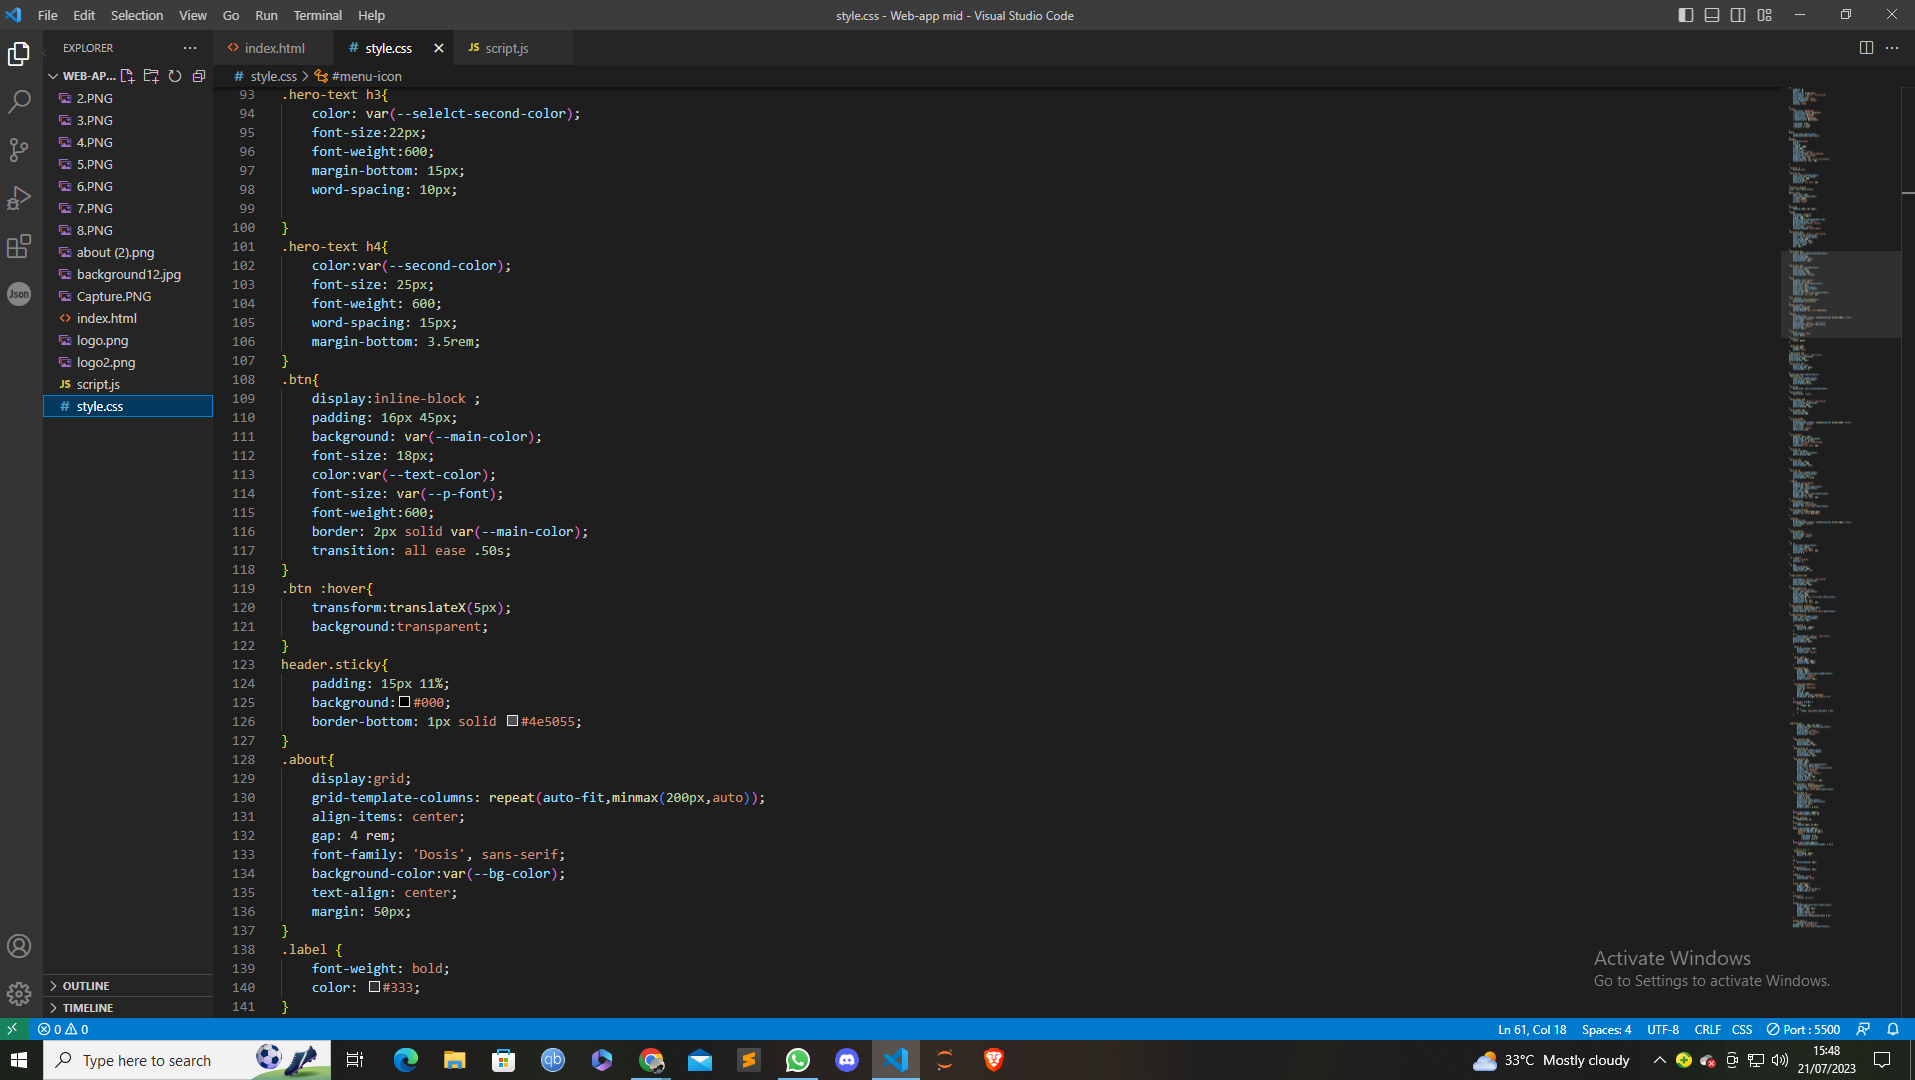 File Edit Selection View Go Run Terminal Help
style.css - Web-app mid - Visual Studio Code
EXPLORER
index.html
# style.css
JS script.js
WEB-AP...
# style.css > #menu-icon
2.PNG
3.PNG
4.PNG
5.PNG
6.PNG
7.PNG
8.PNG
about (2).png
background12.jpg
Capture.PNG
index.html
logo.png
logo2.png
JS script.js
# style.css
Json
OUTLINE
TIMELINE
93 .hero-text h3{
94 color: var(--selelct-second-color);
95 font-size:22px;
96 font-weight:600;
97 margin-bottom: 15px;
98 word-spacing: 10px;
99
100 }
101 .hero-text h4{
102 color:var(--second-color);
103 font-size: 25px;
104 font-weight: 600;
105 word-spacing: 15px;
106 margin-bottom: 3.5rem;
107 }
108 .btn{
109 display:inline-block ;
110 padding: 16px 45px;
111 background: var(--main-color);
112 font-size: 18px;
113 color:var(--text-color);
114 font-size: var(--p-font);
115 font-weight:600;
116 border: 2px solid var(--main-color);
117 transition: all ease .50s;
118 }
119 .btn :hover{
120 transform:translateX(5px);
121 background:transparent;
122 }
123 header.sticky{
124 padding: 15px 11%;
125 background:#000;
126 border-bottom: 1px solid #4e5055;
127 }
128 .about{
129 display:grid;
130 grid-template-columns: repeat(auto-fit,minmax(200px,auto));
131 align-items: center;
132 gap: 4 rem;
133 font-family: 'Dosis', sans-serif;
134 background-color:var(--bg-color);
135 text-align: center;
136 margin: 50px;
137 }
138 .label {
139 font-weight: bold;
140 color: #333;
141 }
Activate Windows
Go to Settings to activate Windows.
0 0
Ln 61, Col 18 Spaces: 4 UTF-8 CRLF CSS Port : 5500
Type here to search
qb
33°C Mostly cloudy
15:48
21/07/2023